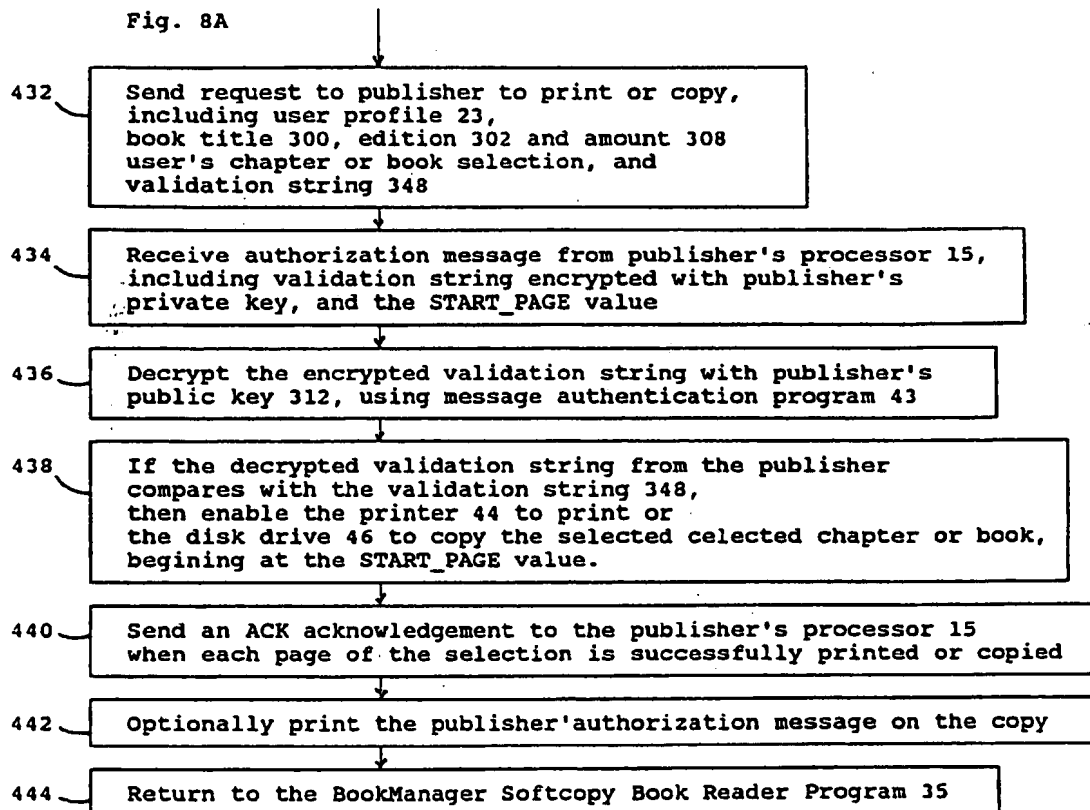 Fig. 8A
432 Send request to publisher to print or copy,
including user profile 23,
book title 300, edition 302 and amount 308
user's chapter or book selection, and
validation string 348
434 Receive authorization message from publisher's processor 15,
including validation string encrypted with publisher's
private key, and the START_PAGE value
436 Decrypt the encrypted validation string with publisher's
public key 312, using message authentication program 43
438 If the decrypted validation string from the publisher
compares with the validation string 348,
then enable the printer 44 to print or
the disk drive 46 to copy the selected celected chapter or book,
begining at the START_PAGE value.
440 Send an ACK acknowledgement to the publisher's processor 15
when each page of the selection is successfully printed or copied
442 Optionally print the publisher'authorization message on the copy
444 Return to the BookManager Softcopy Book Reader Program 35